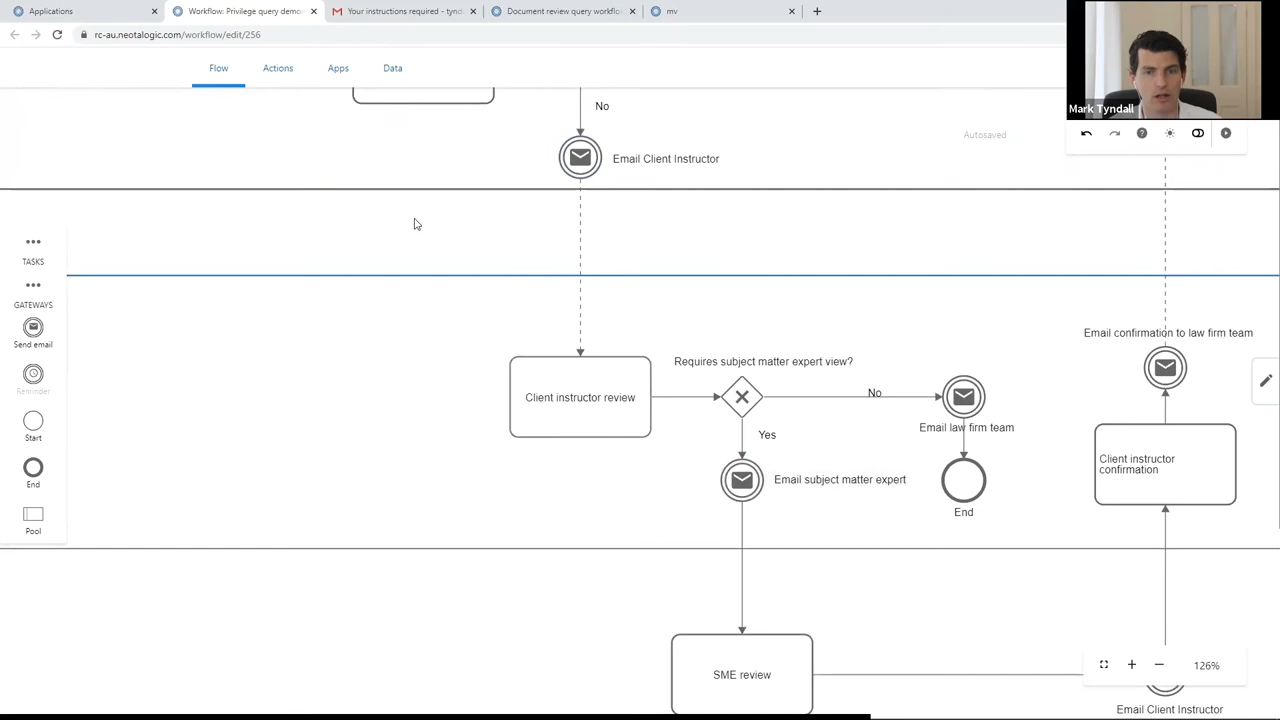 Applications
Workflow: Privilege query demo
Your instructions required - tynd
Document review query workflo
mv
rc-au.neotalogic.com/workflow/edit/256
Flow
Actions
Apps
Data
Mark Tyndall
No
Autosaved
Email Client Instructor
TASKS
GATEWAYS
Send email
Reminder
Start
End
Pool
Email confirmation to law firm team
Requires subject matter expert view?
Client instructor review
No
Email law firm team
Yes
Client instructor
confirmation
Email subject matter expert
End
SME review
126%
Email Client Instructor